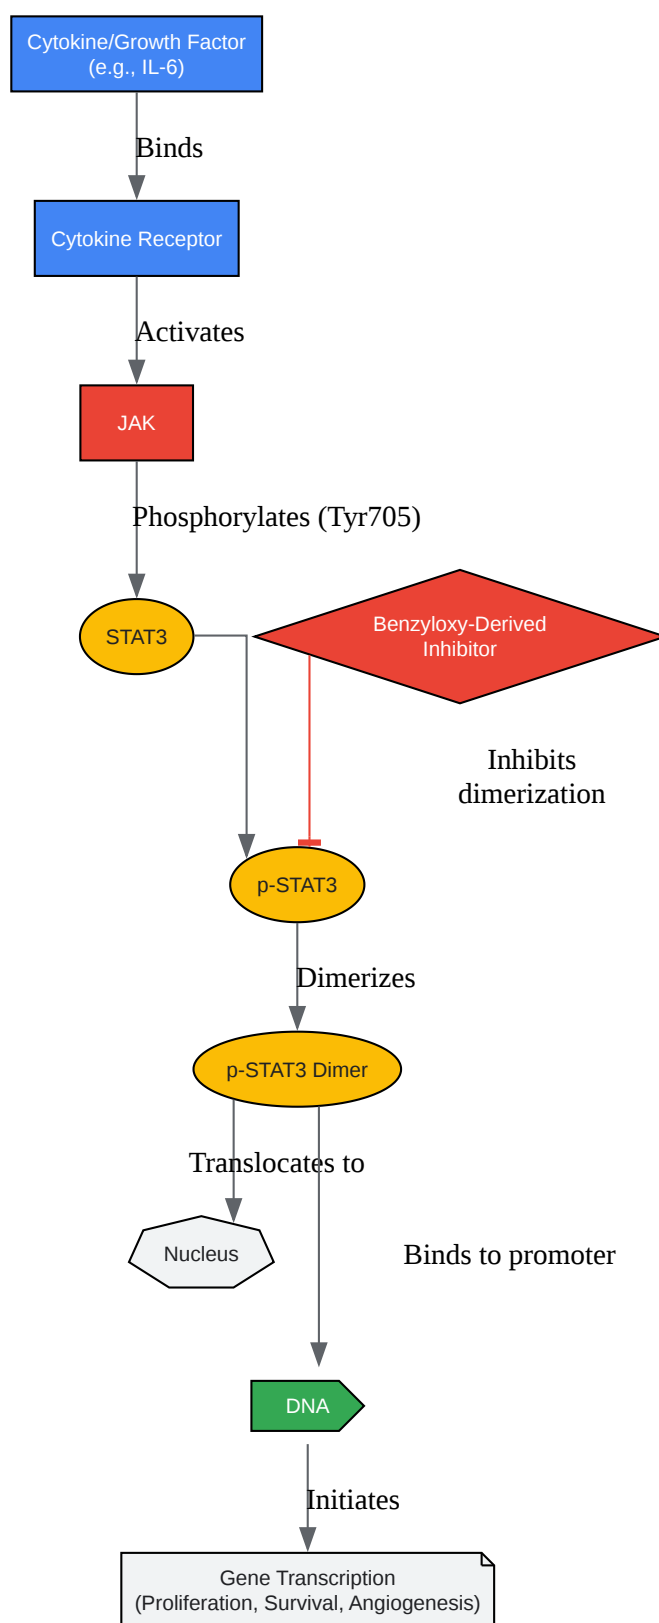 Cytokine/Growth Factor
(e.g., IL-6)
Binds
Cytokine Receptor
Activates
JAK
Phosphorylates (Tyr705)
STAT3
Benzyloxy-Derived
Inhibitor
Inhibits
dimerization
p-STAT3
Dimerizes
p-STAT3 Dimer
Translocates to
Nucleus
Binds to promoter
DNA
Initiates
Gene Transcription
(Proliferation, Survival, Angiogenesis)